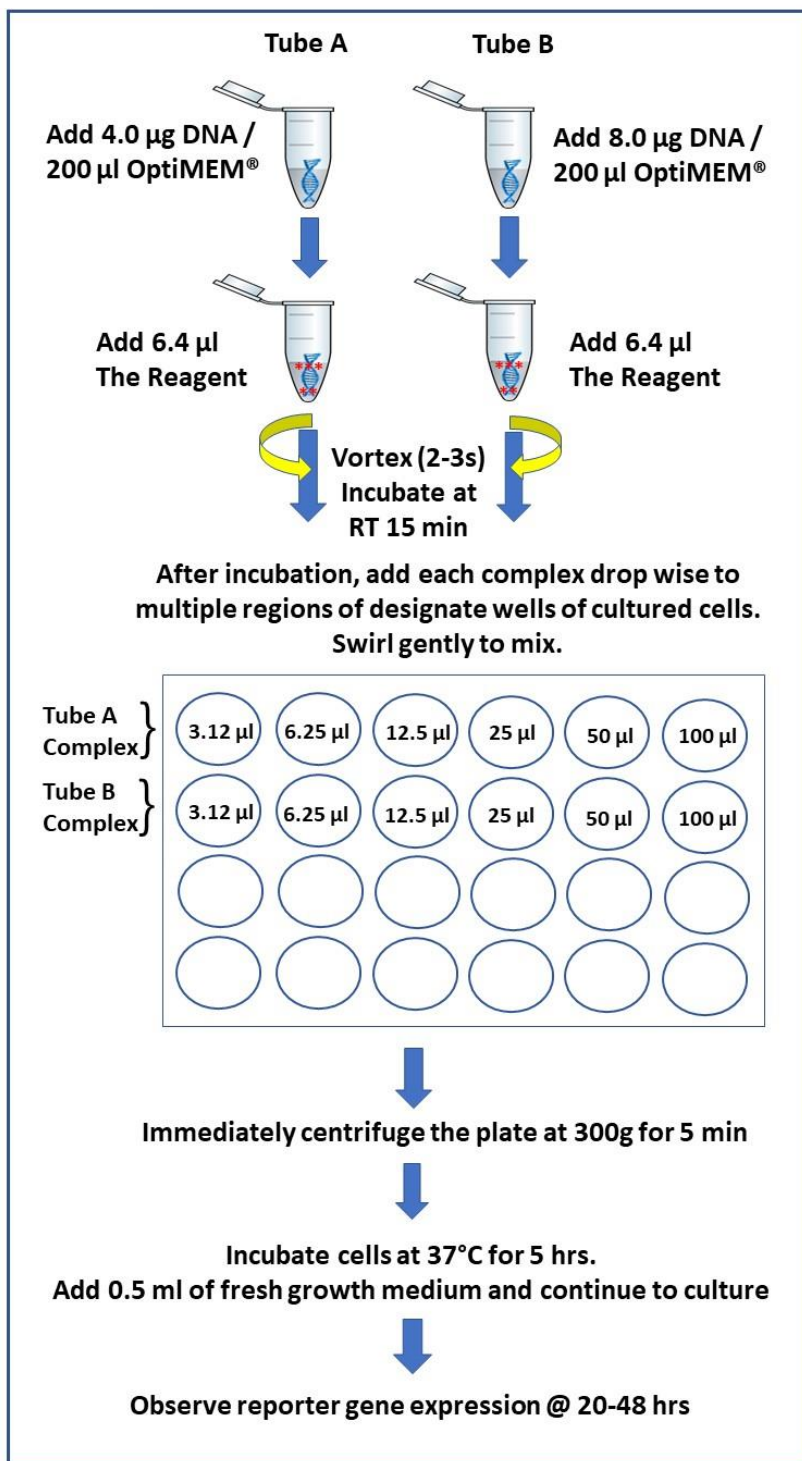 Tube A
Tube B
Add 4.0 µg DNA /
200 µl OptiMEM®
Add 8.0 µg DNA /
200 µl OptiMEM®
Add 6.4 µl
The Reagent
Add 6.4 µl
The Reagent
Vortex (2-3s)
Incubate at
RT 15 min
After incubation, add each complex drop wise to
multiple regions of designate wells of cultured cells.
Swirl gently to mix.
Tube A
Complex
3.12 µl
6.25 µl
12.5 µl
25 µl
50 µl
100 µl
Tube B
Complex
3.12 µl
6.25 µl
12.5 µl
25 µl
50 µl
100 µl
Immediately centrifuge the plate at 300g for 5 min
Incubate cells at 37°C for 5 hrs.
Add 0.5 ml of fresh growth medium and continue to culture
Observe reporter gene expression @ 20-48 hrs